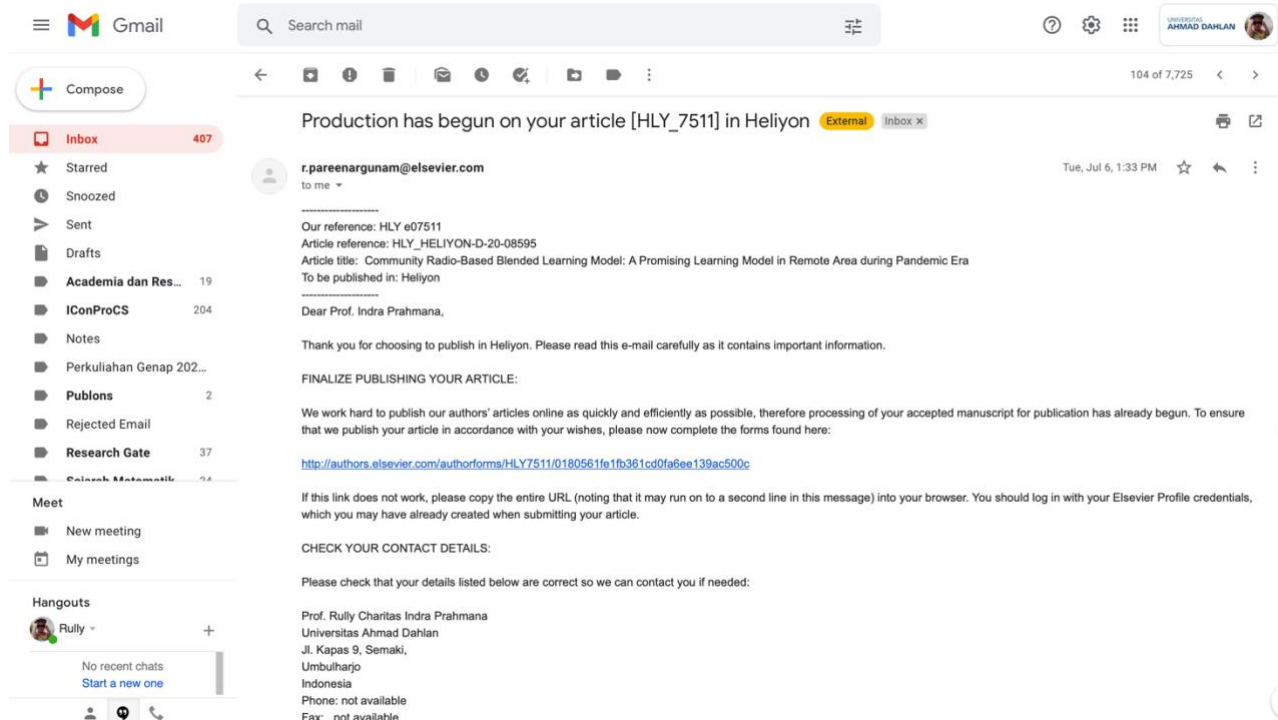 Gmail
Search mail
UNIVERSITAS
AHMAD DAHLAN
Compose
104 of 7,725
Inbox 407
Starred
Snoozed
Sent
Drafts
Academia dan Res... 19
IConProCS 204
Notes
Perkuliahan Genap 202...
Publons 2
Rejected Email
Research Gate 37
Sejarah Matematik 24
Meet
New meeting
My meetings
Hangouts
Rully
No recent chats
Start a new one
Production has begun on your article [HLY_7511] in Heliyon External Inbox x
r.pareenargunam@elsevier.com Tue, Jul 6, 1:33 PM
to me
--------------------
Our reference: HLY e07511
Article reference: HLY_HELIYON-D-20-08595
Article title: Community Radio-Based Blended Learning Model: A Promising Learning Model in Remote Area during Pandemic Era
To be published in: Heliyon
--------------------
Dear Prof. Indra Prahmana,
Thank you for choosing to publish in Heliyon. Please read this e-mail carefully as it contains important information.
FINALIZE PUBLISHING YOUR ARTICLE:
We work hard to publish our authors' articles online as quickly and efficiently as possible, therefore processing of your accepted manuscript for publication has already begun. To ensure
that we publish your article in accordance with your wishes, please now complete the forms found here:
http://authors.elsevier.com/authorforms/HLY7511/0180561fe1fb361cd0fa6ee139ac500c
If this link does not work, please copy the entire URL (noting that it may run on to a second line in this message) into your browser. You should log in with your Elsevier Profile credentials,
which you may have already created when submitting your article.
CHECK YOUR CONTACT DETAILS:
Please check that your details listed below are correct so we can contact you if needed:
Prof. Rully Charitas Indra Prahmana
Universitas Ahmad Dahlan
Jl. Kapas 9, Semaki,
Umbulharjo
Indonesia
Phone: not available
Fax: not available